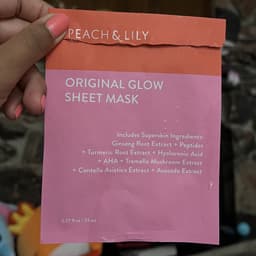 PEACH & LILY
ORIGINAL GLOW
SHEET MASK
Includes Superskin Ingredients:
Ginseng Root Extract + Peptides
+ Turmeric Root Extract + Hyaluronic Acid
+ AHA + Tremella Mushroom Extract
+ Centella Asiatica Extract + Avocado Extract